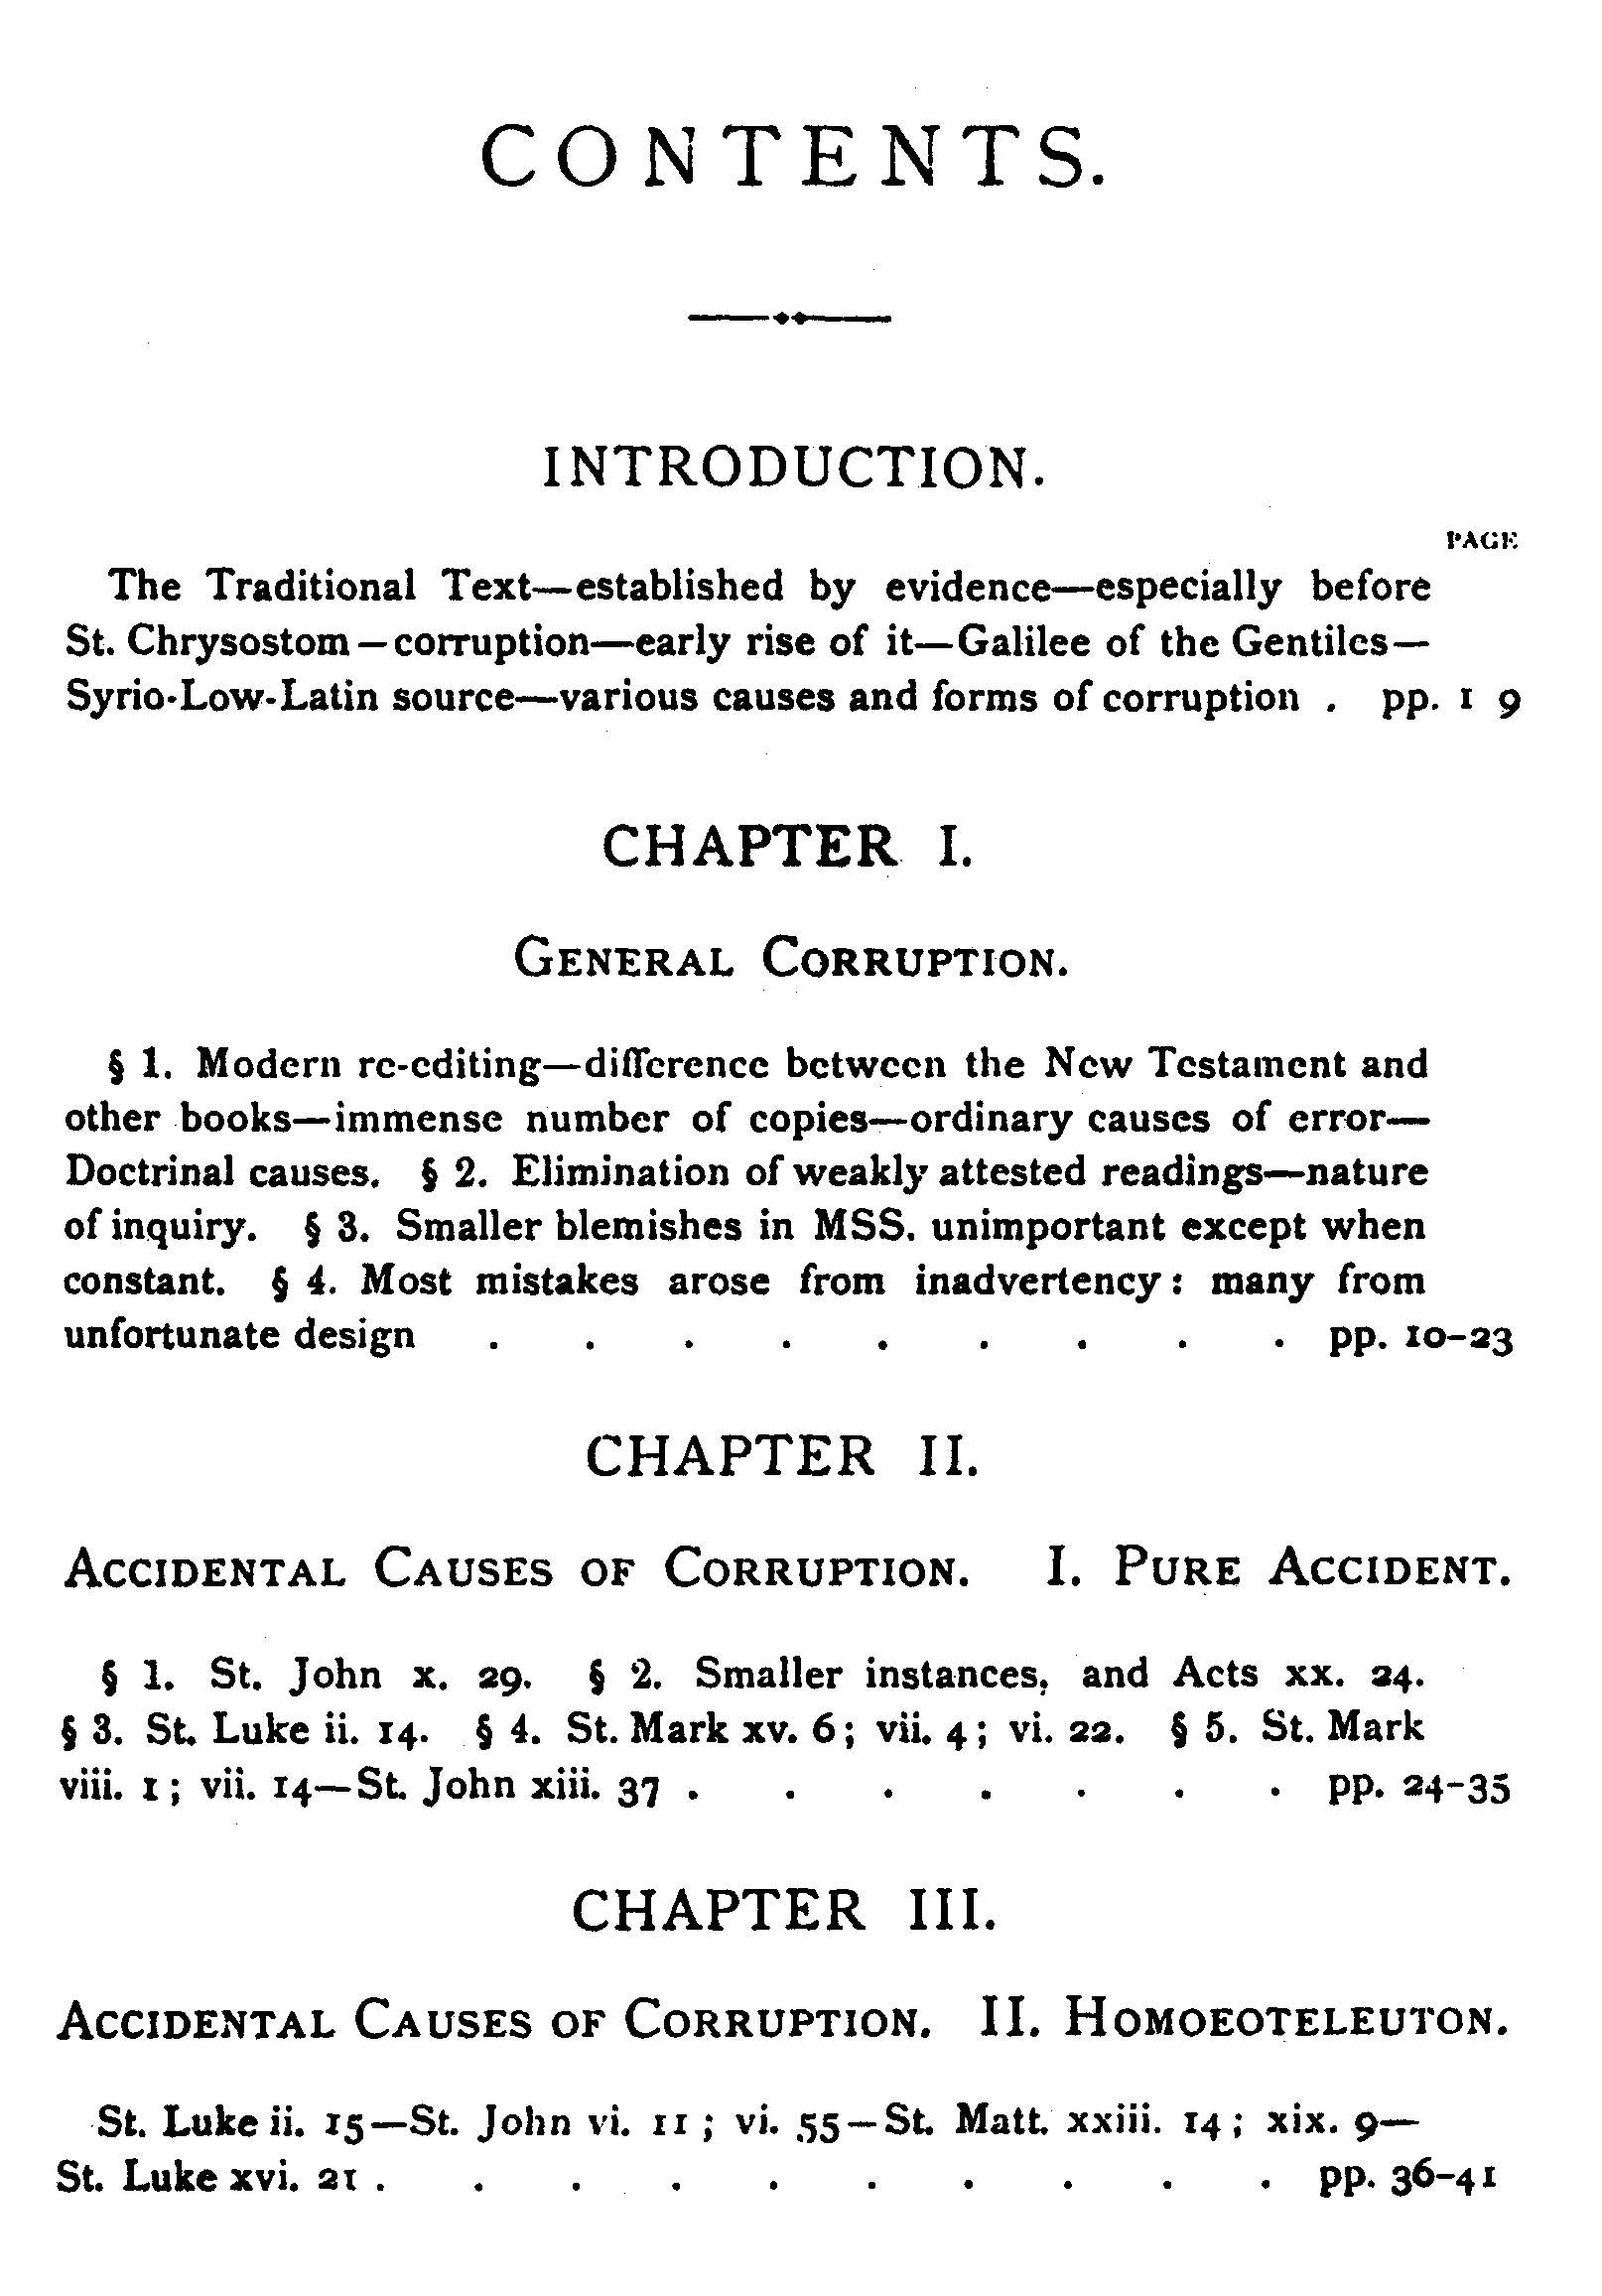 CONTENTS.
INTRODUCTION.
PAGE
The Traditional Text—established by evidence—especially before
St. Chrysostom—corruption—early rise of it—Galilee of the Gentiles—
Syrio-Low-Latin source—various causes and forms of corruption . pp. 1 9
CHAPTER I.
GENERAL CORRUPTION.
§ 1. Modern re-editing—difference between the New Testament and
other books—immense number of copies—ordinary causes of error—
Doctrinal causes. § 2. Elimination of weakly attested readings—nature
of inquiry. § 3. Smaller blemishes in MSS. unimportant except when
constant. § 4. Most mistakes arose from inadvertency: many from
unfortunate design . . . . . . . . . pp. 10-23
CHAPTER II.
ACCIDENTAL CAUSES OF CORRUPTION. I. PURE ACCIDENT.
§ 1. St. John x. 29. § 2. Smaller instances, and Acts xx. 24.
§ 3. St. Luke ii. 14. § 4. St. Mark xv. 6; vii. 4; vi. 22. § 5. St. Mark
viii. 1; vii. 14—St. John xiii. 37 . . . . . . . pp. 24-35
CHAPTER III.
ACCIDENTAL CAUSES OF CORRUPTION. II. HOMOEOTELEUTON.
St. Luke ii. 15—St. John vi. 11; vi. 55—St. Matt. xxiii. 14; xix. 9—
St. Luke xvi. 21 . . . . . . . . . . pp. 36-41